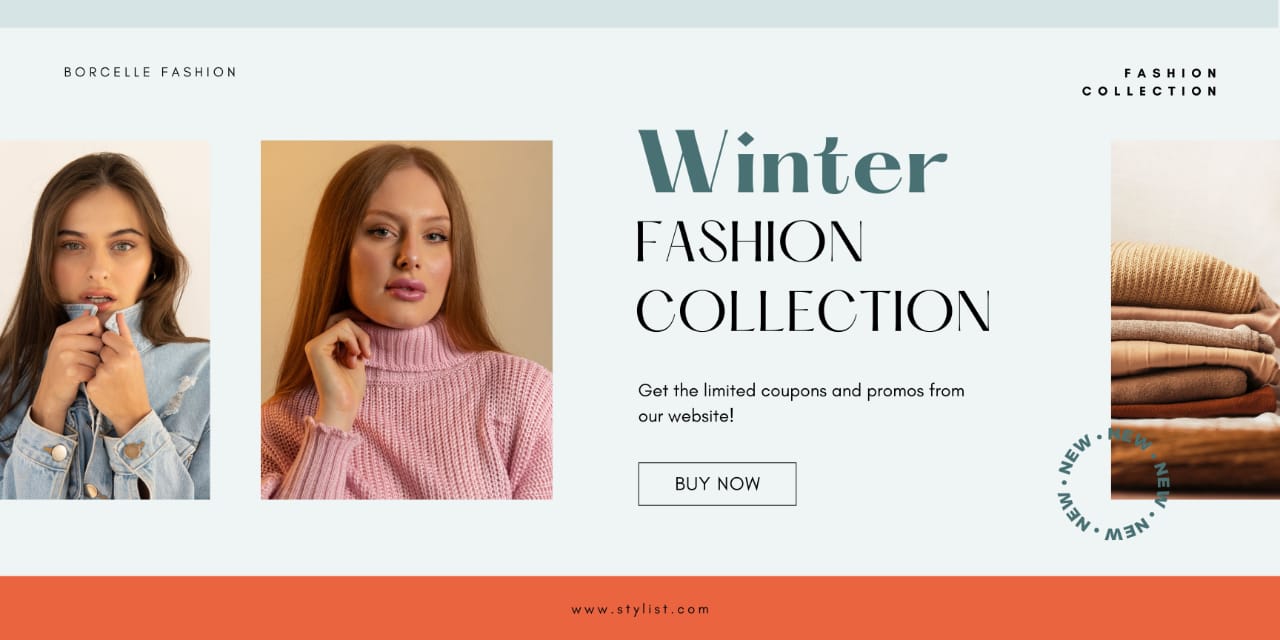 BORCELLE FASHION
FASHION
COLLECTION
Winter
FASHION
COLLECTION
Get the limited coupons and promos from
our website!
BUY NOW
NEW • NEW • NEW • NEW • NEW •
www.stylist.com